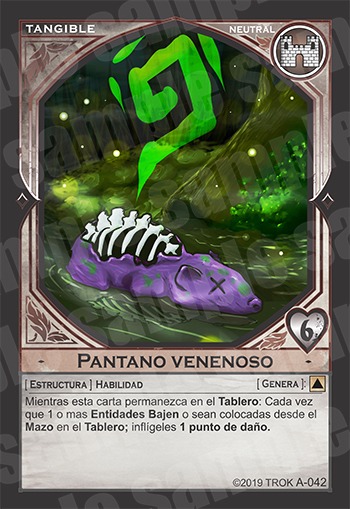 TANGIBLE
NEUTRAL
6
PANTANO VENENOSO
[ ESTRUCTURA ] HABILIDAD
[ GENERA ]:
Mientras esta carta permanezca en el Tablero: Cada vez
que 1 o mas Entidades Bajen o sean colocadas desde el
Mazo en el Tablero; inflígeles 1 punto de daño.
©2019 TROK A-042